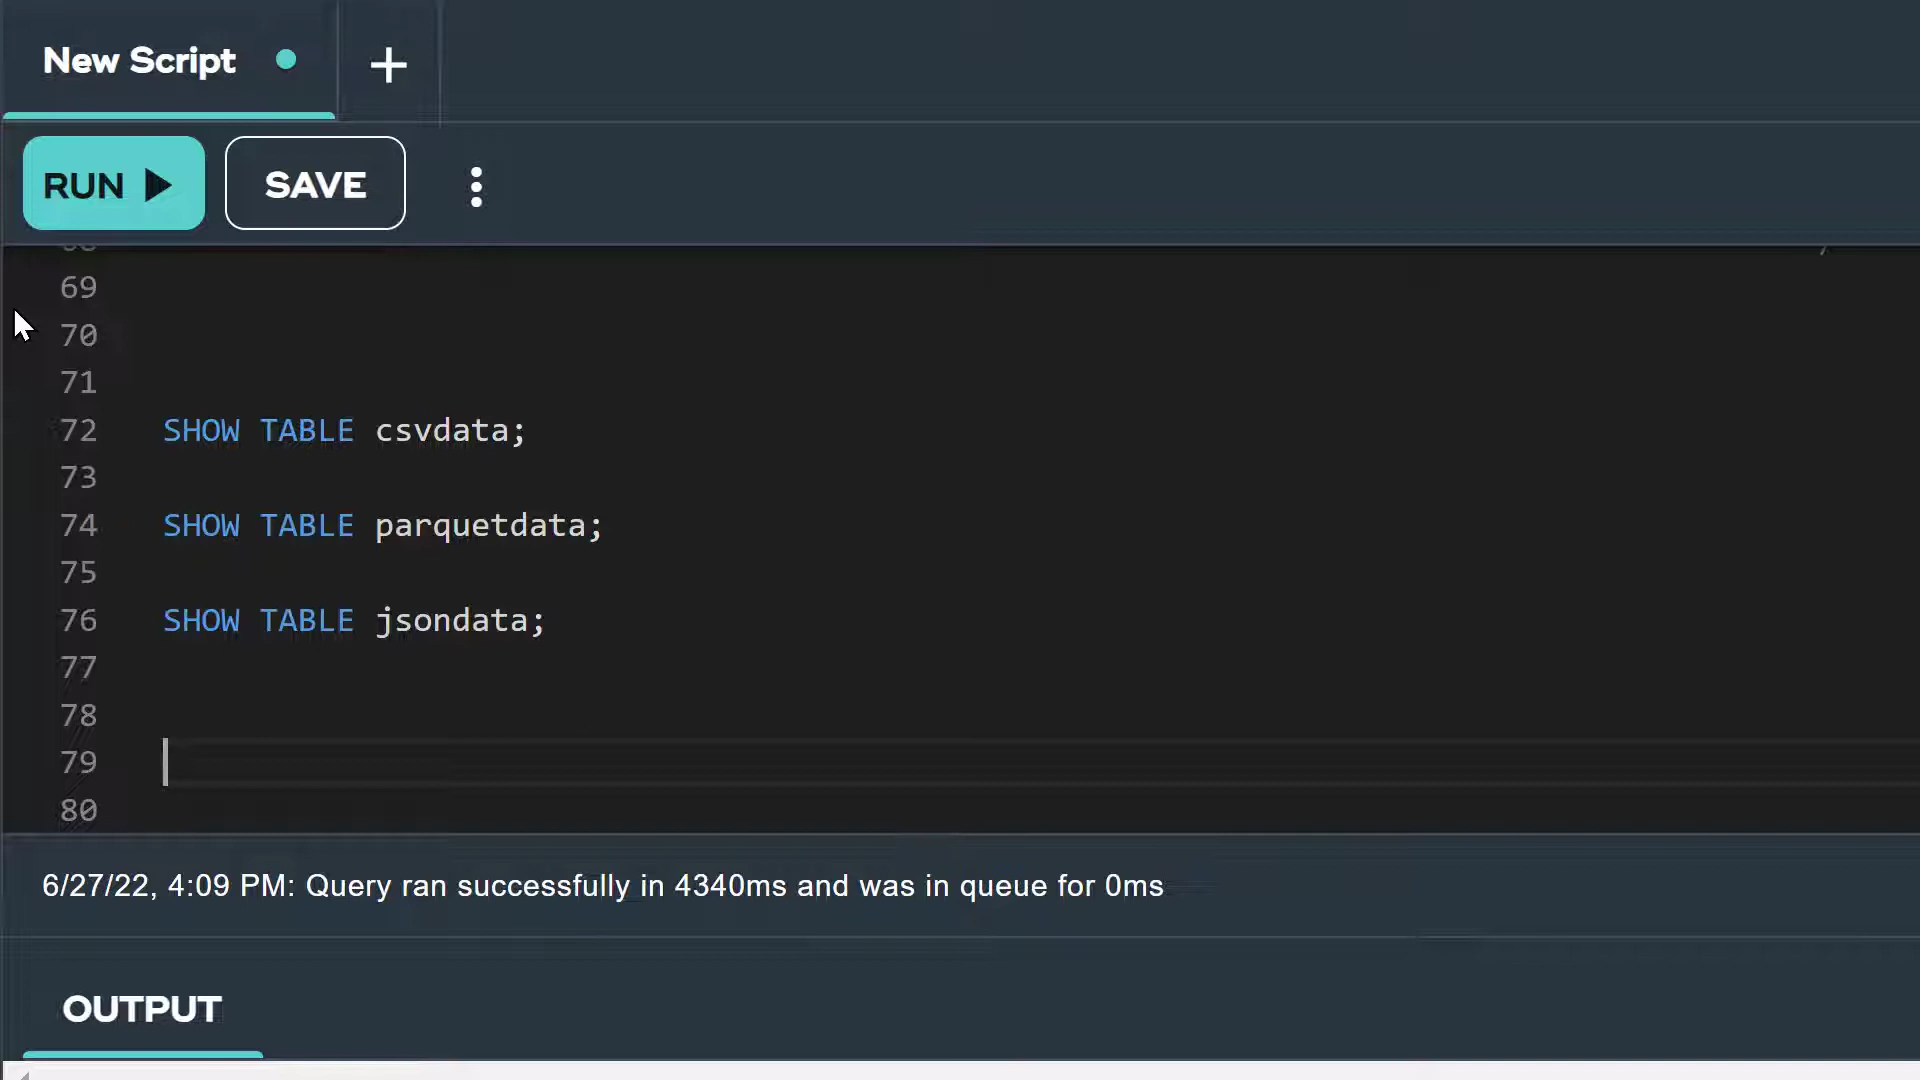 New Script
RUN
SAVE
69
70
71
72 SHOW TABLE csvdata;
73
74 SHOW TABLE parquetdata;
75
76 SHOW TABLE jsondata;
77
78
79
80
6/27/22, 4:09 PM: Query ran successfully in 4340ms and was in queue for 0ms
OUTPUT